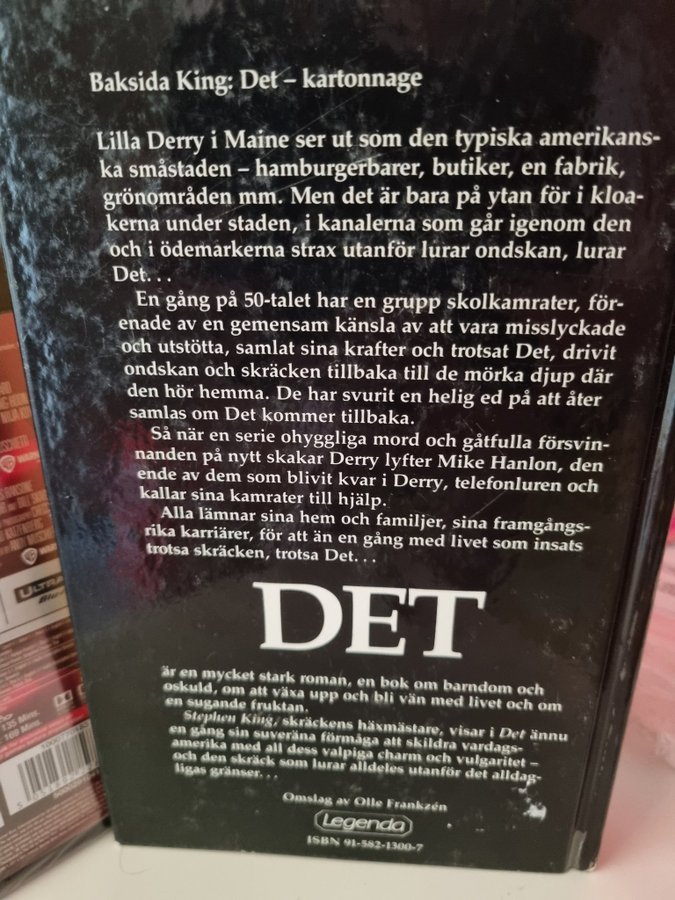 Baksida King: Det – kartonnage
Lilla Derry i Maine ser ut som den typiska amerikans-
ka småstaden – hamburgerbarer, butiker, en fabrik,
grönområden mm. Men det är bara på ytan för i kloa-
kerna under staden, i kanalerna som går igenom den
och i ödemarkerna strax utanför lurar ondskan, lurar
Det. . .
En gång på 50-talet har en grupp skolkamrater, för-
enade av en gemensam känsla av att vara misslyckade
och utstötta, samlat sina krafter och trotsat Det, drivit
ondskan och skräcken tillbaka till de mörka djup där
den hör hemma. De har svurit en helig ed på att åter
samlas om Det kommer tillbaka.
Så när en serie ohyggliga mord och gåtfulla försvin-
nanden på nytt skakar Derry lyfter Mike Hanlon, den
ende av dem som blivit kvar i Derry, telefonluren och
kallar sina kamrater till hjälp.
Alla lämnar sina hem och familjer, sina framgångs-
rika karriärer, för att än en gång med livet som insats
trotsa skräcken, trotsa Det. . .
DET
är en mycket stark roman, en bok om barndom och
oskuld, om att växa upp och bli vän med livet och om
en sugande fruktan.
Stephen King, skräckens häxmästare, visar i Det ännu
en gång sin suveräna förmåga att skildra vardags-
amerika med all dess valpiga charm och vulgaritet –
och den skräck som lurar alldeles utanför det alldag-
ligas gränser. . .
Omslag av Olle Frankzén
Legenda
ISBN 91-582-1300-7
ULTRA
Blu-
135 Mins.
169 Mins.